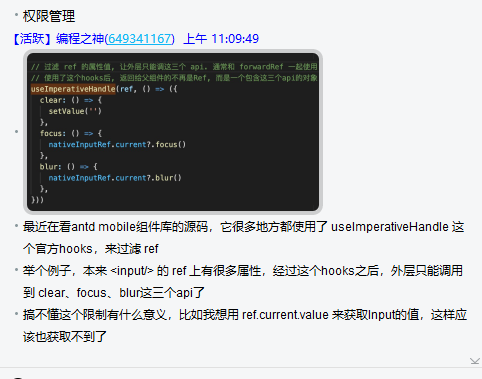 权限管理
【活跃】编程之神(649341167) 上午 11:09:49
// 过滤 ref 的属性值, 让外层只能调这三个 api. 通常和 forwardRef 一起使用
// 使用了这个hooks后, 返回给父组件的不再是Ref, 而是一个包含这三个api的对象
useImperativeHandle(ref, () => ({
clear: () => {
setValue('')
},
focus: () => {
nativeInputRef.current?.focus()
},
blur: () => {
nativeInputRef.current?.blur()
},
}))
最近在看antd mobile组件库的源码，它很多地方都使用了 useImperativeHandle 这
个官方hooks，来过滤 ref
举个例子，本来 <input/> 的 ref 上有很多属性，经过这个hooks之后，外层只能调用
到 clear、focus、blur这三个api了
搞不懂这个限制有什么意义，比如我想用 ref.current.value 来获取Input的值，这样应
该也获取不到了